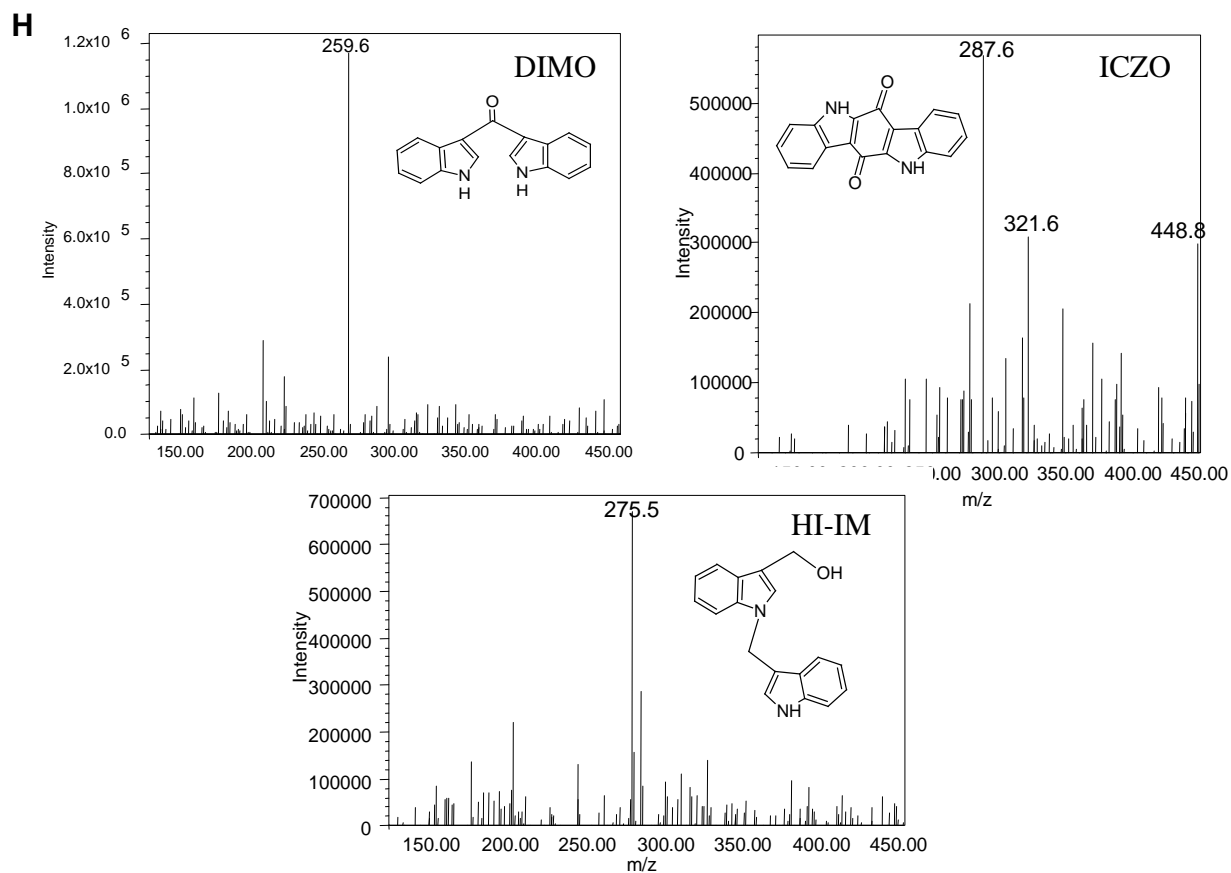 H
1.2x10 6
1.0x10 6
8.0x10 5
6.0x10 5
4.0x10 5
2.0x10 5
0.0
Intensity
259.6
DIMO
O
N
H
N
H
150.00 200.00 250.00 300.00 350.00 400.00 450.00
500000
400000
300000
200000
100000
0
Intensity
287.6
ICZO
O
NH
O
NH
321.6
448.8
0.00 300.00 350.00 400.00 450.00
m/z
700000
600000
500000
400000
300000
200000
100000
0
Intensity
275.5
HI-IM
OH
N
NH
150.00 200.00 250.00 300.00 350.00 400.00 450.00
m/z